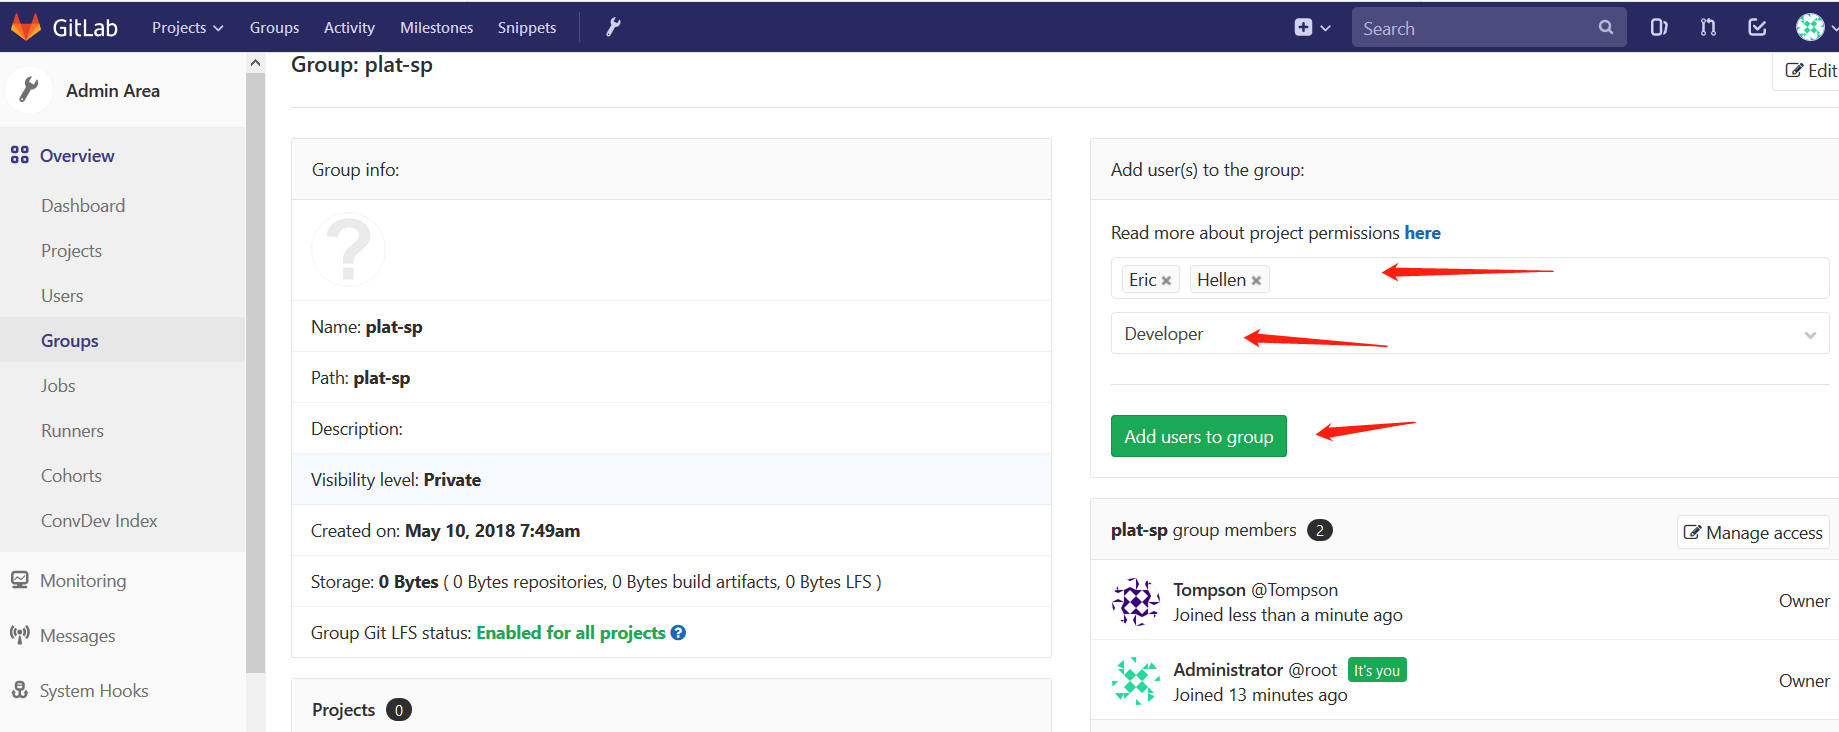 GitLab Projects Groups Activity Milestones Snippets Search
Admin Area
Overview
Dashboard
Projects
Users
Groups
Jobs
Runners
Cohorts
ConvDev Index
Monitoring
Messages
System Hooks
Group: plat-sp
Edit
Group info:
?
Name: plat-sp
Path: plat-sp
Description:
Visibility level: Private
Created on: May 10, 2018 7:49am
Storage: 0 Bytes ( 0 Bytes repositories, 0 Bytes build artifacts, 0 Bytes LFS )
Group Git LFS status: Enabled for all projects ?
Projects 0
Add user(s) to the group:
Read more about project permissions here
Eric × Hellen ×
Developer
Add users to group
plat-sp group members 2 Manage access
Tompson @Tompson
Joined less than a minute ago
Owner
Administrator @root It's you
Joined 13 minutes ago
Owner